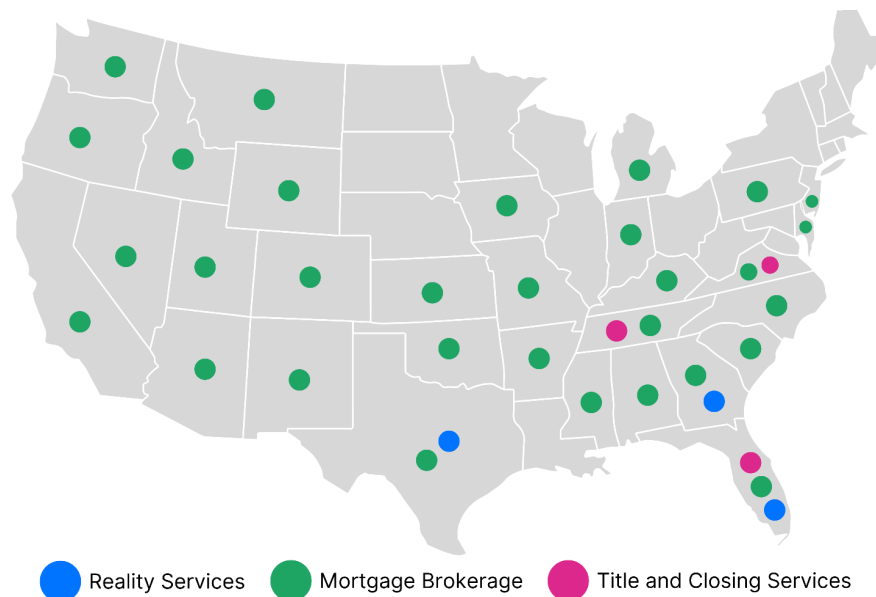 Reality Services
Mortgage Brokerage
Title and Closing Services